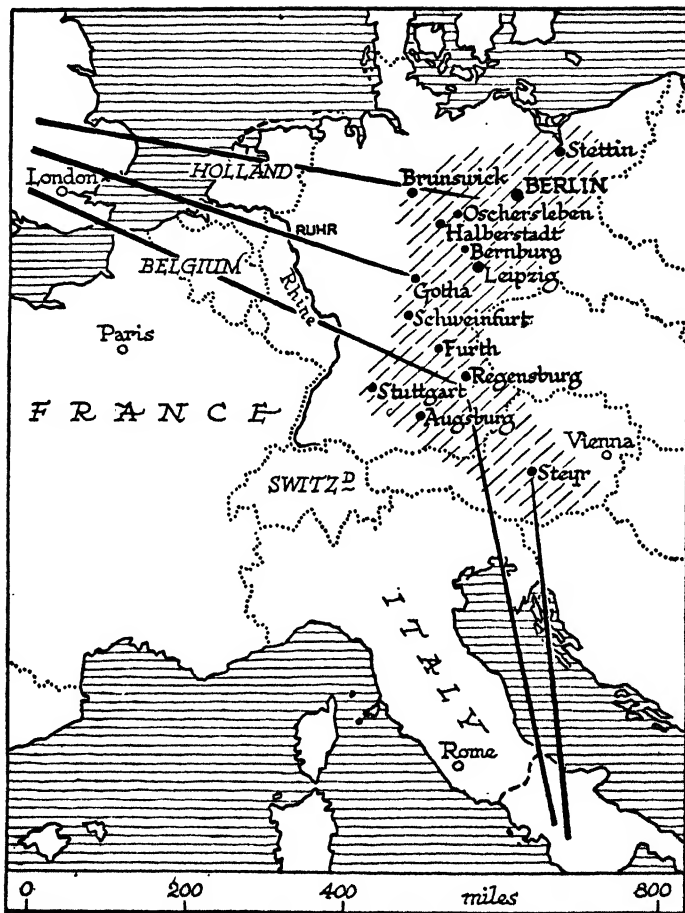 Stettin
HOLLAND
Brunswick
BERLIN
London
Oschersleben
Halberstadt
RUHR
Bernburg
BELGIUM
Leipzig
Rhine
Gotha
Schweinfurt
Paris
Furth
Regensburg
Stuttgart
FRANCE
Augsburg
Vienna
Steyr
SWITZD
ITALY
Rome
0 200 400 miles 800